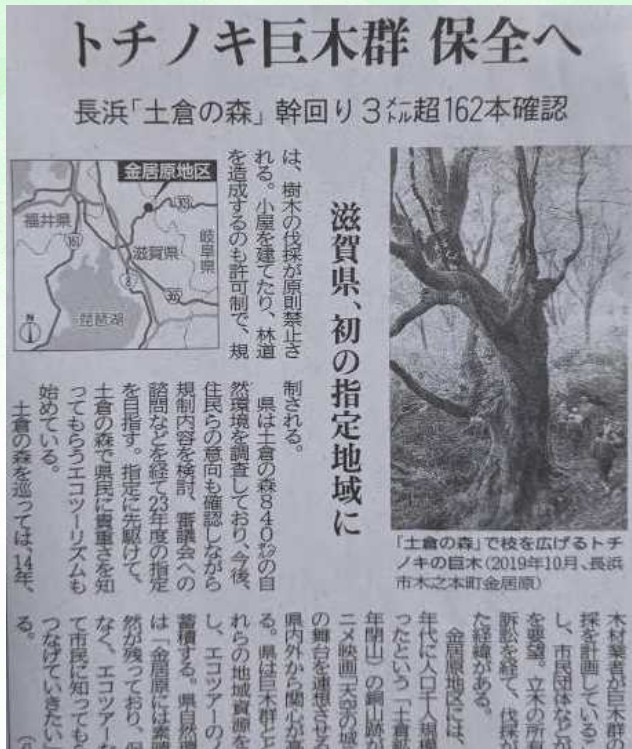 トチノキ巨木群 保全へ
長浜「土倉の森」幹回り3㍍超162本確認
滋賀県、初の指定地域に
金居原地区
福井県
滋賀県
岐阜県
琵琶湖
303
161
8
365
N
「土倉の森」で枝を広げるトチ
ノキの巨木(2019年10月、長浜
市木之本町金居原)
は、樹木の伐採が原則禁止さ
れる。小屋を建てたり、林道
を造成するのも許可制で、規
制される。
県は土倉の森840㌶の自
然環境を調査しており、今後、
住民らの意向も確認しながら
規制内容を検討、審議会への
諮問などを経て23年度の指定
を目指す。指定に先駆けて、
土倉の森で県民に貴重さを知
ってもらうエコツーリズムも
始めている。
土倉の森を巡っては、14年、
木材業者が巨木群の
採を計画している
し、市民団体などが
を要望。立木の所
訴訟を経て、伐採
た経緯がある。
金居原地区には、
年代に人口千人規模
ったという「土倉
年閉山)の銅山跡が
ニメ映画「天空の城
の舞台を連想させる
県内外から関心が高
る。県は巨木群とと
れらの地域資源を
し、エコツアーのノ
蓄積する。県自然環
は「金居原には素晴
然が残っており、保
なく、エコツアーな
て市民に知っても
つなげていきたい」
る。